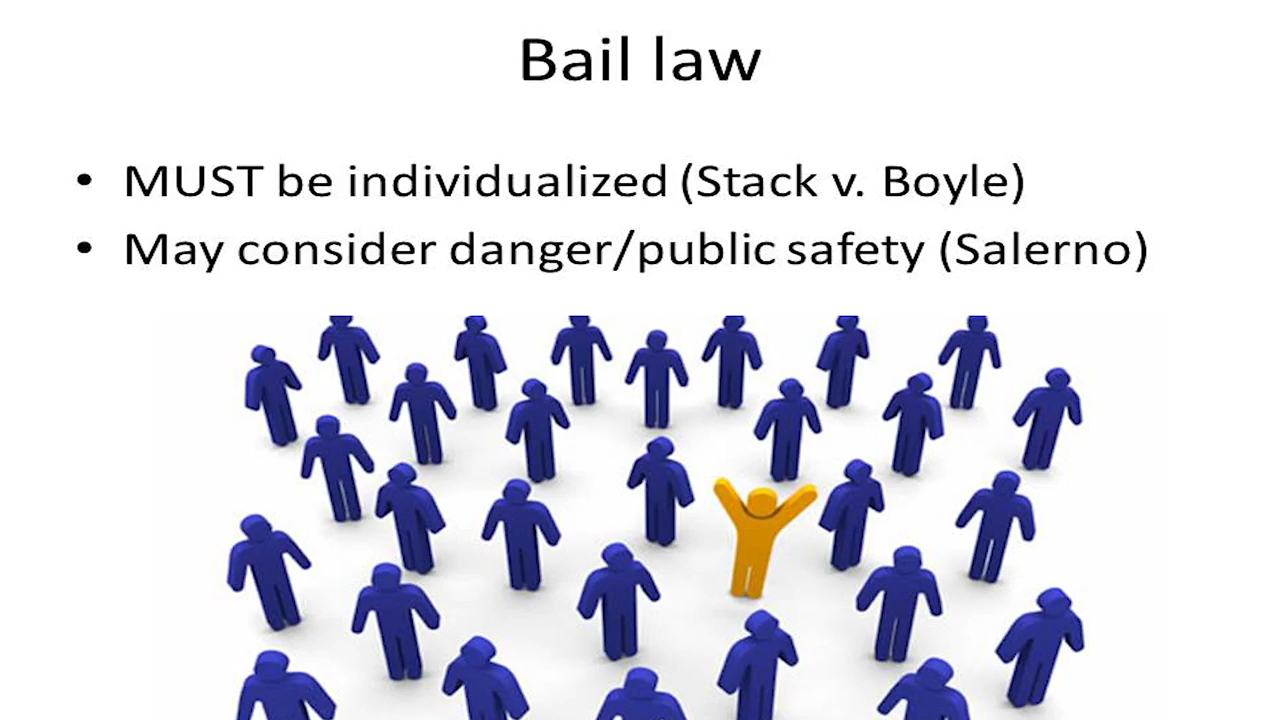 Bail law
• MUST be individualized (Stack v. Boyle)
• May consider danger/public safety (Salerno)